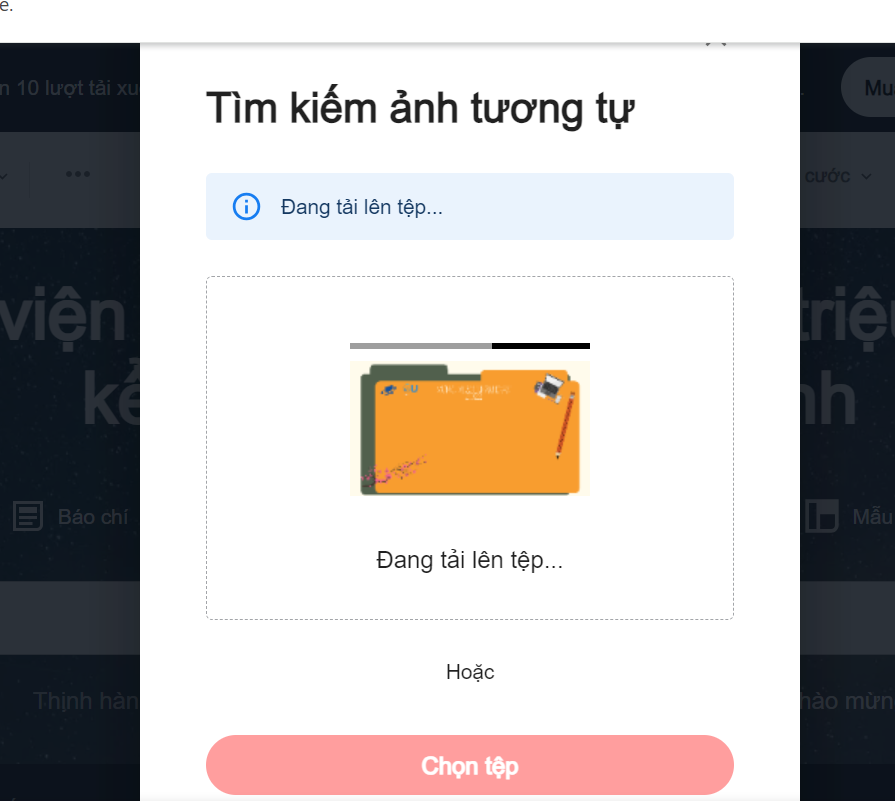 e.
n 10 lượt tải xu
Mu
Tìm kiếm ảnh tương tự
cước
Đang tải lên tệp...
viện
triệu
kể
nh
Báo chí
Mẫu
Đang tải lên tệp...
Hoặc
Thịnh hàn
hào mừn
Chọn tệp